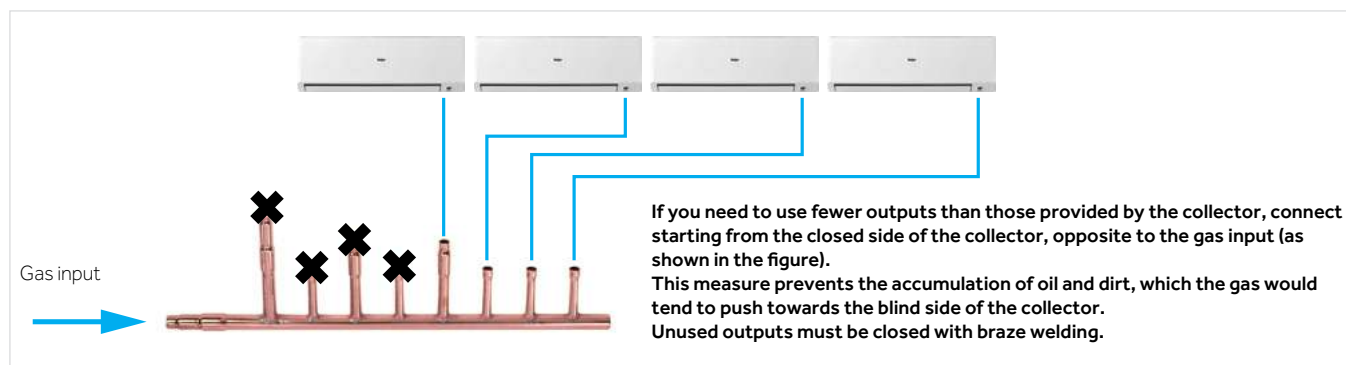 Gas input
If you need to use fewer outputs than those provided by the collector, connect
starting from the closed side of the collector, opposite to the gas input (as
shown in the figure).
This measure prevents the accumulation of oil and dirt, which the gas would
tend to push towards the blind side of the collector.
Unused outputs must be closed with braze welding.